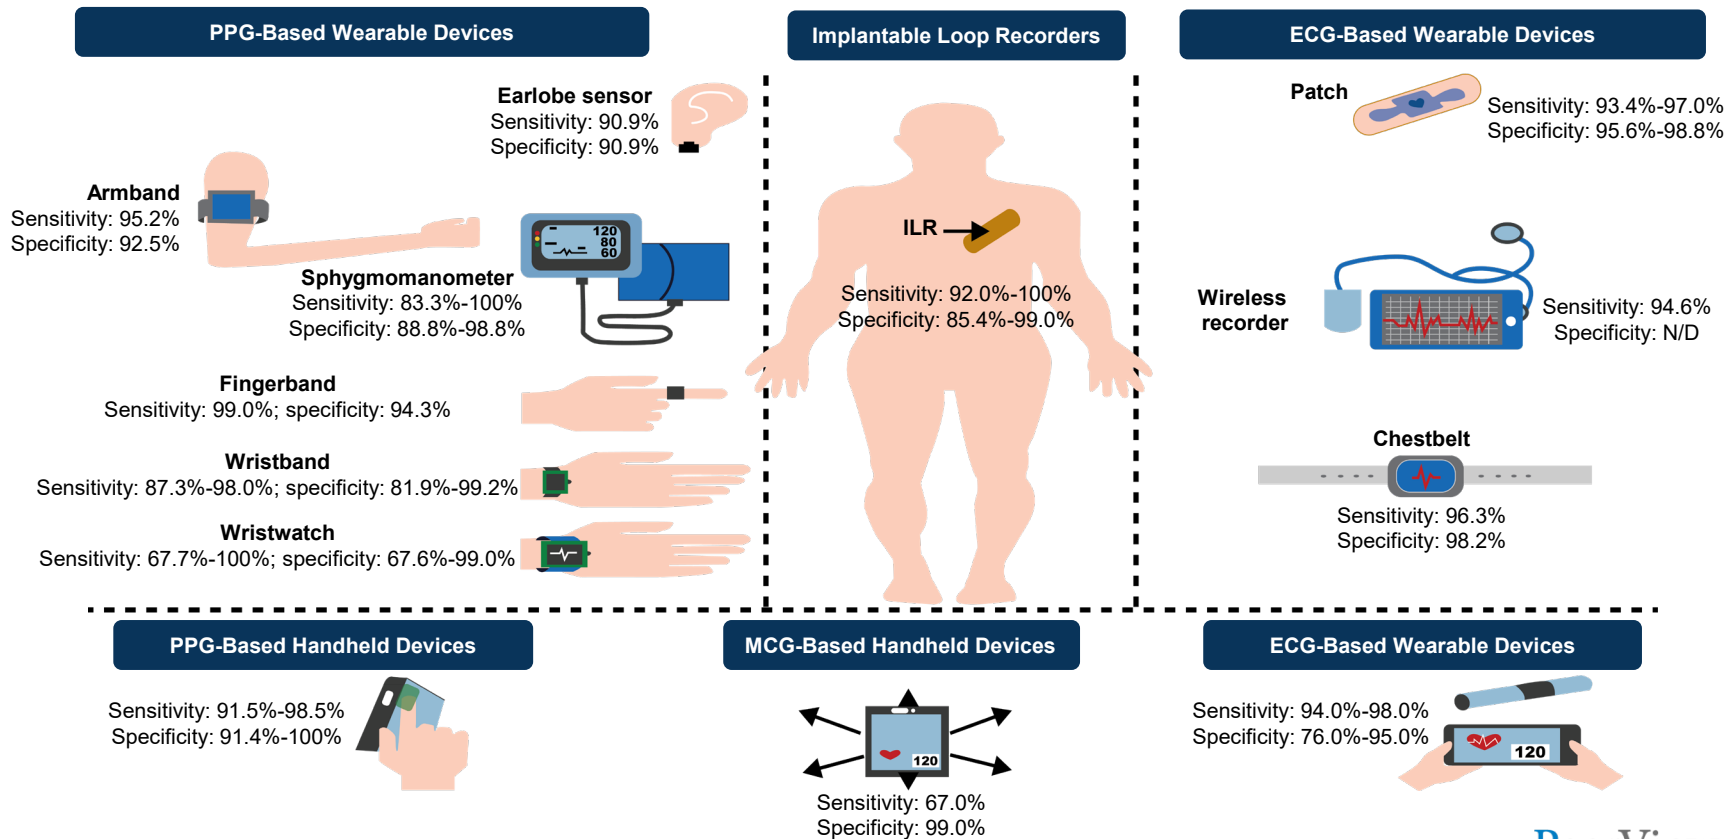 PPG-Based Wearable Devices
Earlobe sensor
Sensitivity: 90.9%
Specificity: 90.9%
Armband
Sensitivity: 95.2%
Specificity: 92.5%
120
80
60
Sphygmomanometer
Sensitivity: 83.3%-100%
Specificity: 88.8%-98.8%
Fingerband
Sensitivity: 99.0%; specificity: 94.3%
Wristband
Sensitivity: 87.3%-98.0%; specificity: 81.9%-99.2%
Wristwatch
Sensitivity: 67.7%-100%; specificity: 67.6%-99.0%
Implantable Loop Recorders
ILR
Sensitivity: 92.0%-100%
Specificity: 85.4%-99.0%
ECG-Based Wearable Devices
Patch
Sensitivity: 93.4%-97.0%
Specificity: 95.6%-98.8%
Wireless
recorder
Sensitivity: 94.6%
Specificity: N/D
Chestbelt
Sensitivity: 96.3%
Specificity: 98.2%
PPG-Based Handheld Devices
Sensitivity: 91.5%-98.5%
Specificity: 91.4%-100%
MCG-Based Handheld Devices
120
Sensitivity: 67.0%
Specificity: 99.0%
ECG-Based Wearable Devices
Sensitivity: 94.0%-98.0%
Specificity: 76.0%-95.0%
120